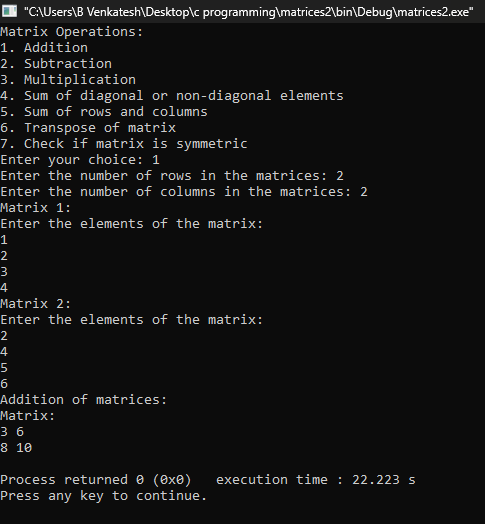 "C:\Users\B Venkatesh\Desktop\c programming\matrices2\bin\Debug\matrices2.exe"
Matrix Operations:
1. Addition
2. Subtraction
3. Multiplication
4. Sum of diagonal or non-diagonal elements
5. Sum of rows and columns
6. Transpose of matrix
7. Check if matrix is symmetric
Enter your choice: 1
Enter the number of rows in the matrices: 2
Enter the number of columns in the matrices: 2
Matrix 1:
Enter the elements of the matrix:
1
2
3
4
Matrix 2:
Enter the elements of the matrix:
2
4
5
6
Addition of matrices:
Matrix:
3 6
8 10
Process returned 0 (0x0)   execution time : 22.223 s
Press any key to continue.